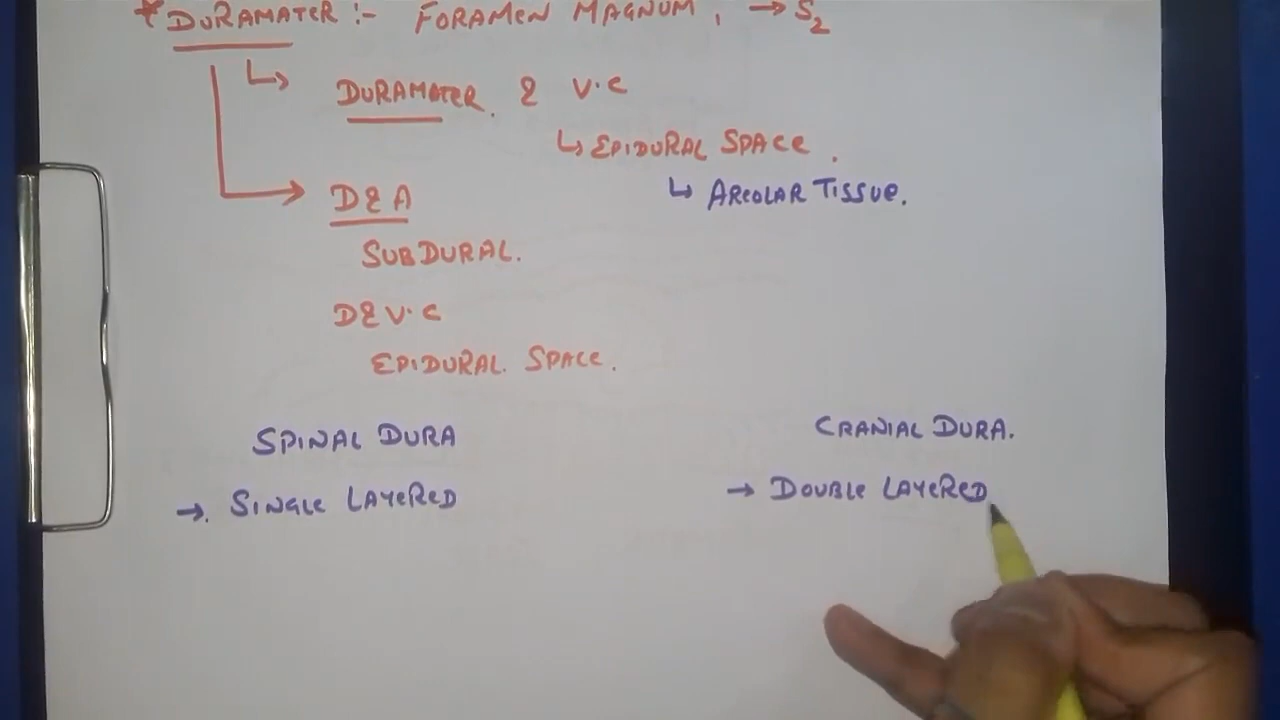 * DURAMATER :- FORAMEN MAGNUM, → S2
↳ DURAMATER. & V.C
↳ EPIDURAL SPACE.
↳ AREOLAR TISSUE.
→ D & A
SUBDURAL.
D & V.C
EPIDURAL. SPACE.
SPINAL DURA
→. SINGLE LAYERED
CRANIAL DURA.
→ DOUBLE LAYERED